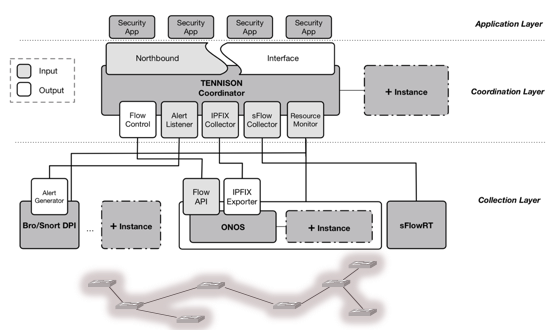 Security
App
Security
App
Security
App
Security
App
Application Layer
Northbound
Interface
Input
Output
TENNISON
Coordinator
+ Instance
Coordination Layer
Flow
Control
Alert
Listener
IPFIX
Collector
sFlow
Collector
Resource
Monitor
Alert
Generator
Flow
API
IPFIX
Exporter
Collection Layer
Bro/Snort DPI
...
+ Instance
ONOS
+ Instance
sFlowRT